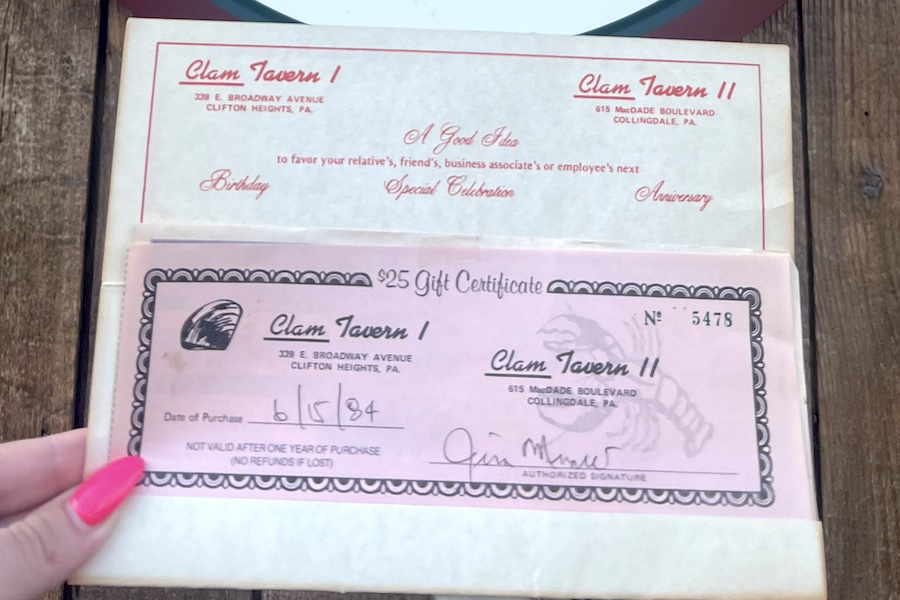 Clam Tavern I
339 E. BROADWAY AVENUE
CLIFTON HEIGHTS, PA.
Clam Tavern II
615 MacDADE BOULEVARD
COLLINGDALE, PA.
A Good Idea
to favor your relative's, friend's, business associate's or employee's next
Birthday Special Celebration Anniversary
$25 Gift Certificate
Nº 5478
Clam Tavern I
339 E. BROADWAY AVENUE
CLIFTON HEIGHTS, PA.
Clam Tavern II
615 MacDADE BOULEVARD
COLLINGDALE, PA.
Date of Purchase 6/15/84
NOT VALID AFTER ONE YEAR OF PURCHASE
(NO REFUNDS IF LOST)
Jim
AUTHORIZED SIGNATURE